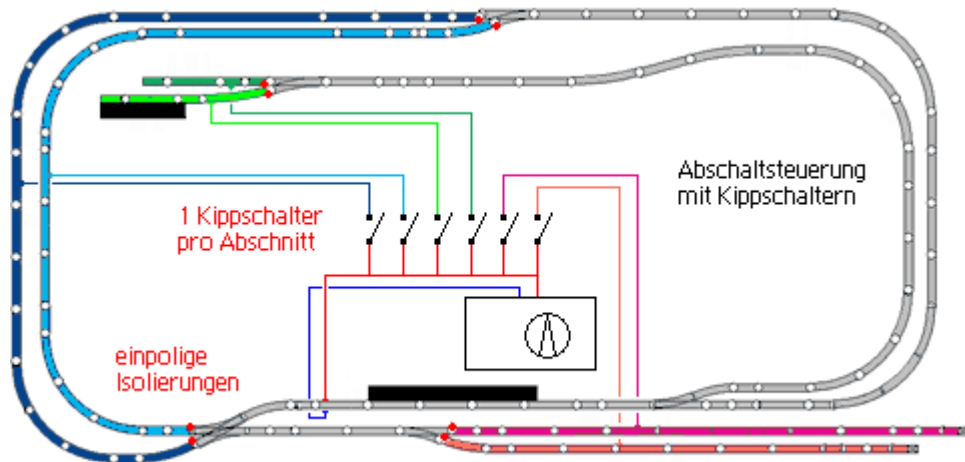 Abschaltsteuerung
mit Kippschaltern
1 Kippschalter
pro Abschnitt
einpolige
Isolierungen